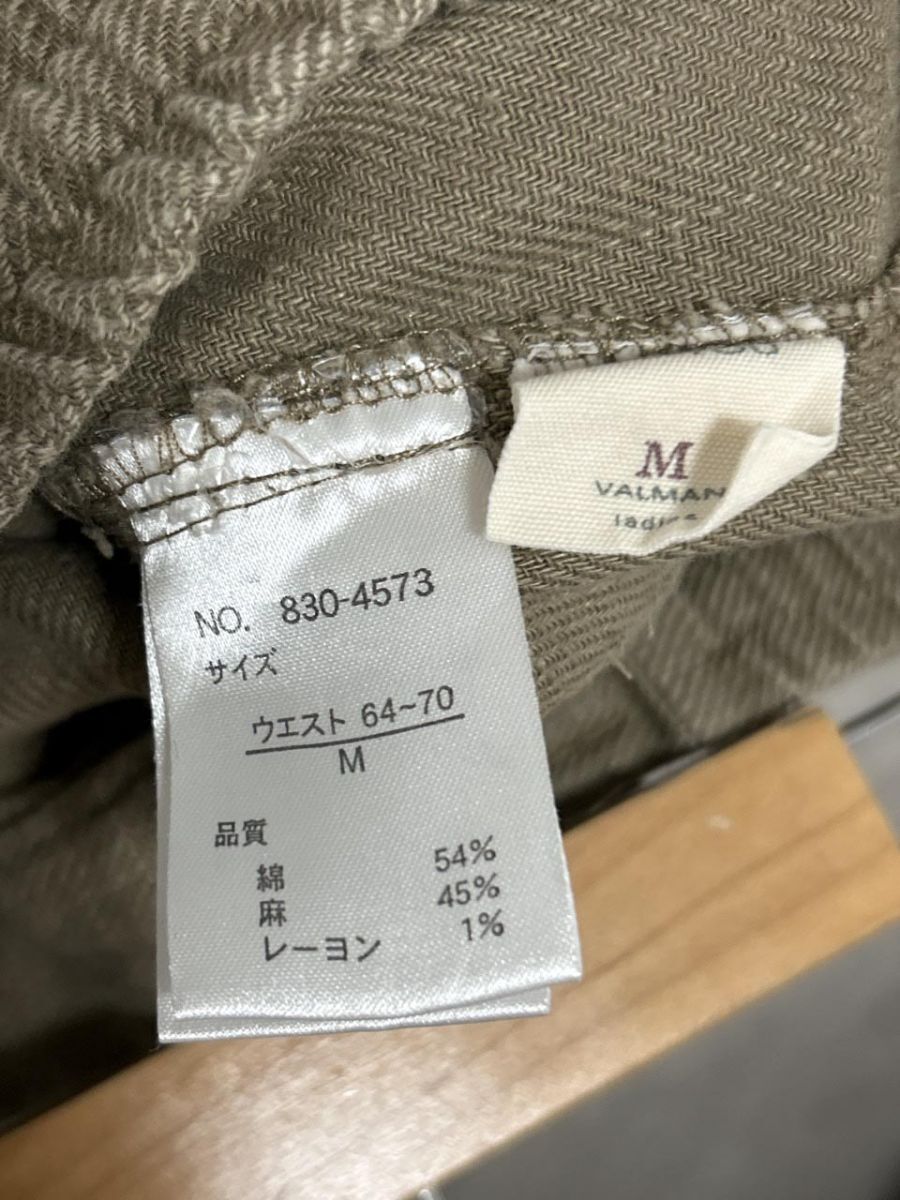 M
VALMAN
NO. 830-4573
サイズ
ウエスト 64~70
M
品質
綿 54%
麻 45%
レーヨン 1%